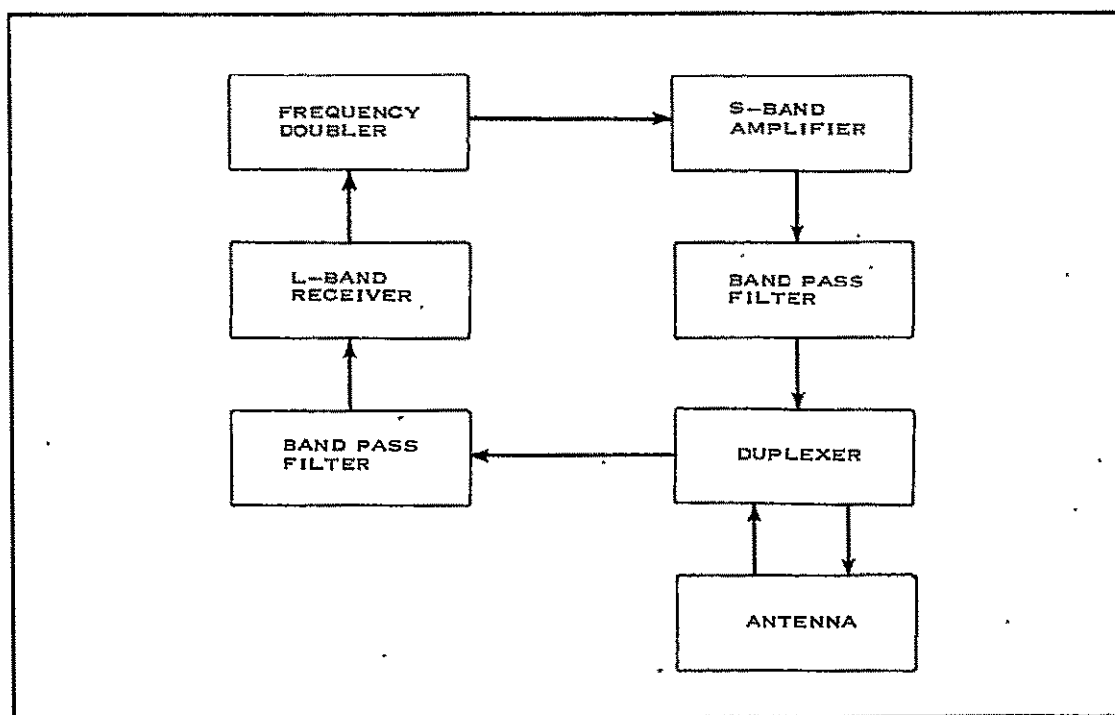 FREQUENCY
DOUBLER
S-BAND
AMPLIFIER
L-BAND
RECEIVER
BAND PASS
FILTER
BAND PASS
FILTER
DUPLEXER
ANTENNA